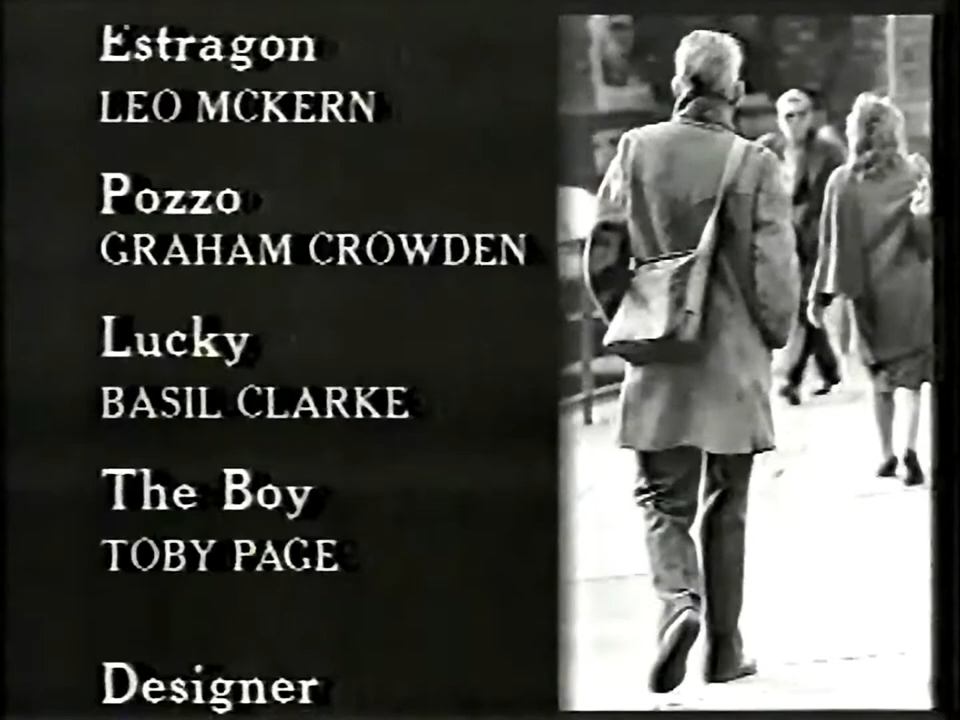 Estragon
LEO MCKERN
Pozzo
GRAHAM CROWDEN
Lucky
BASIL CLARKE
The Boy
TOBY PAGE
Designer